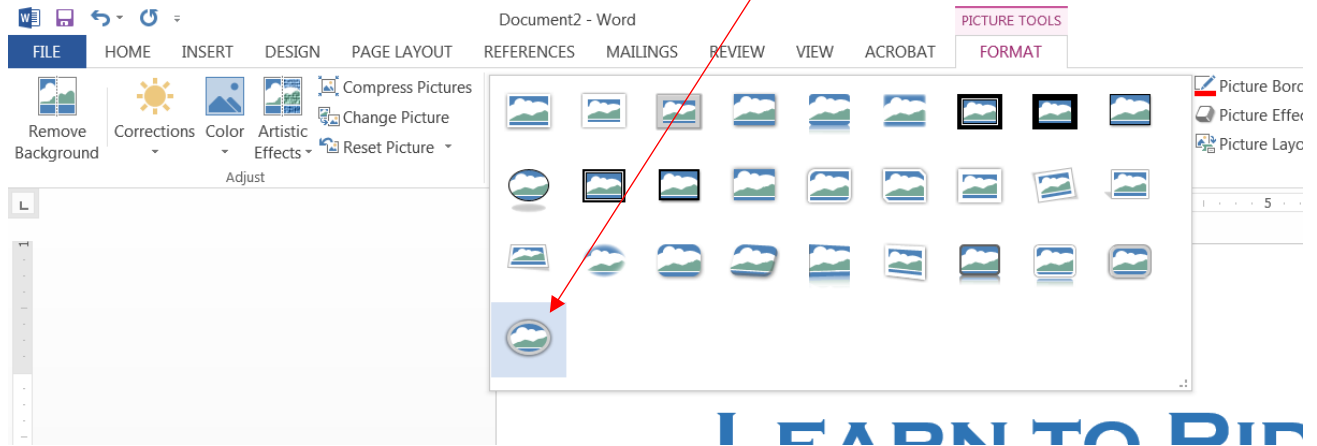 Document2 - Word
PICTURE TOOLS
FILE HOME INSERT DESIGN PAGE LAYOUT REFERENCES MAILINGS REVIEW VIEW ACROBAT FORMAT
Remove Background
Corrections
Color
Artistic Effects
Compress Pictures
Change Picture
Reset Picture
Adjust
Picture Bord
Picture Effec
Picture Layo
L
5
1
LEARN TO RID